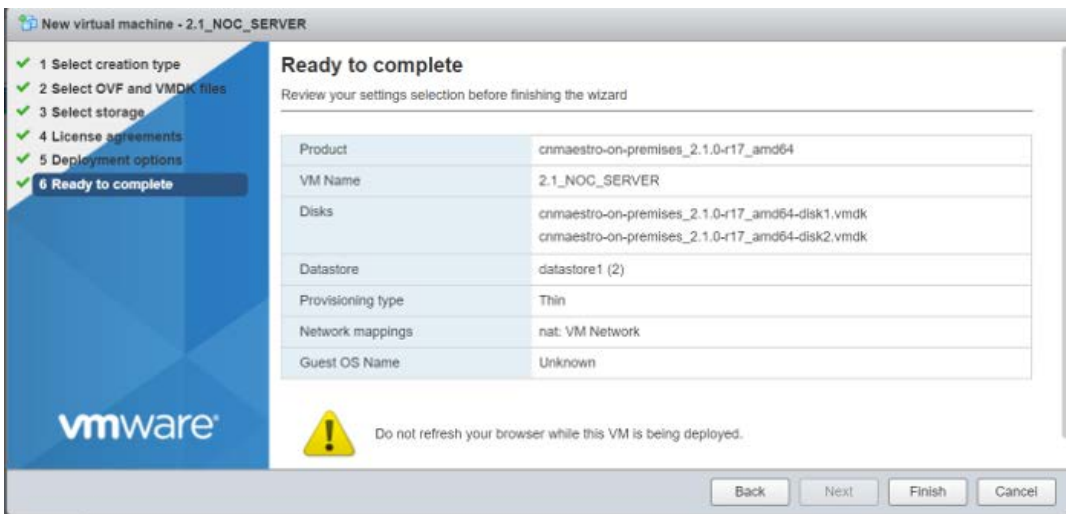 New virtual machine - 2.1_NOC_SERVER
1 Select creation type
2 Select OVF and VMDK files
3 Select storage
4 License agreements
5 Deployment options
6 Ready to complete
vmware®
Ready to complete
Review your settings selection before finishing the wizard
Product cnmaestro-on-premises_2.1.0-r17_amd64
VM Name 2.1_NOC_SERVER
Disks cnmaestro-on-premises_2.1.0-r17_amd64-disk1.vmdk
cnmaestro-on-premises_2.1.0-r17_amd64-disk2.vmdk
Datastore datastore1 (2)
Provisioning type Thin
Network mappings nat: VM Network
Guest OS Name Unknown
Do not refresh your browser while this VM is being deployed.
Back Next Finish Cancel